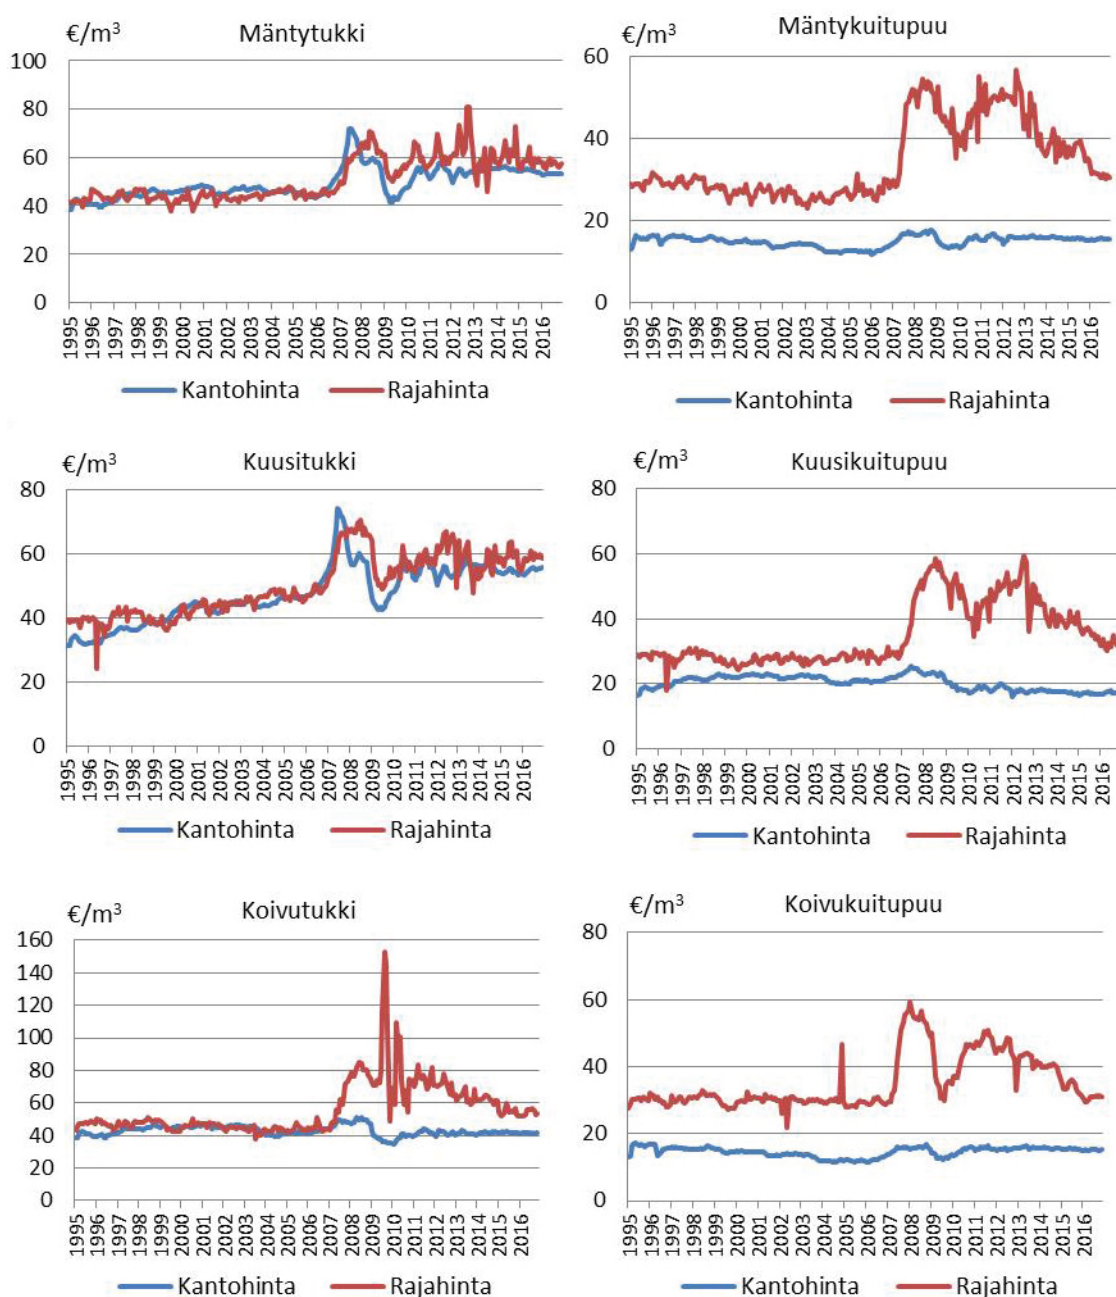 €/m³ Mäntytukki
100
80
60
40
20
0
1995 1996 1997 1998 1999 2000 2001 2002 2003 2004 2005 2006 2007 2008 2009 2010 2011 2012 2013 2014 2015 2016
Kantohinta Rajahinta
€/m³ Mäntykuitupuu
60
40
20
0
1995 1996 1997 1998 1999 2000 2001 2002 2003 2004 2005 2006 2007 2008 2009 2010 2011 2012 2013 2014 2015 2016
Kantohinta Rajahinta
€/m³ Kuusitukki
80
60
40
20
0
1995 1996 1997 1998 1999 2000 2001 2002 2003 2004 2005 2006 2007 2008 2009 2010 2011 2012 2013 2014 2015 2016
Kantohinta Rajahinta
€/m³ Kuusikuitupuu
80
60
40
20
0
1995 1996 1997 1998 1999 2000 2001 2002 2003 2004 2005 2006 2007 2008 2009 2010 2011 2012 2013 2014 2015 2016
Kantohinta Rajahinta
€/m³ Koivutukki
160
140
120
100
80
60
40
20
0
1995 1996 1997 1998 1999 2000 2001 2002 2003 2004 2005 2006 2007 2008 2009 2010 2011 2012 2013 2014 2015 2016
Kantohinta Rajahinta
€/m³ Koivukuitupuu
80
60
40
20
0
1995 1996 1997 1998 1999 2000 2001 2002 2003 2004 2005 2006 2007 2008 2009 2010 2011 2012 2013 2014 2015 2016
Kantohinta Rajahinta